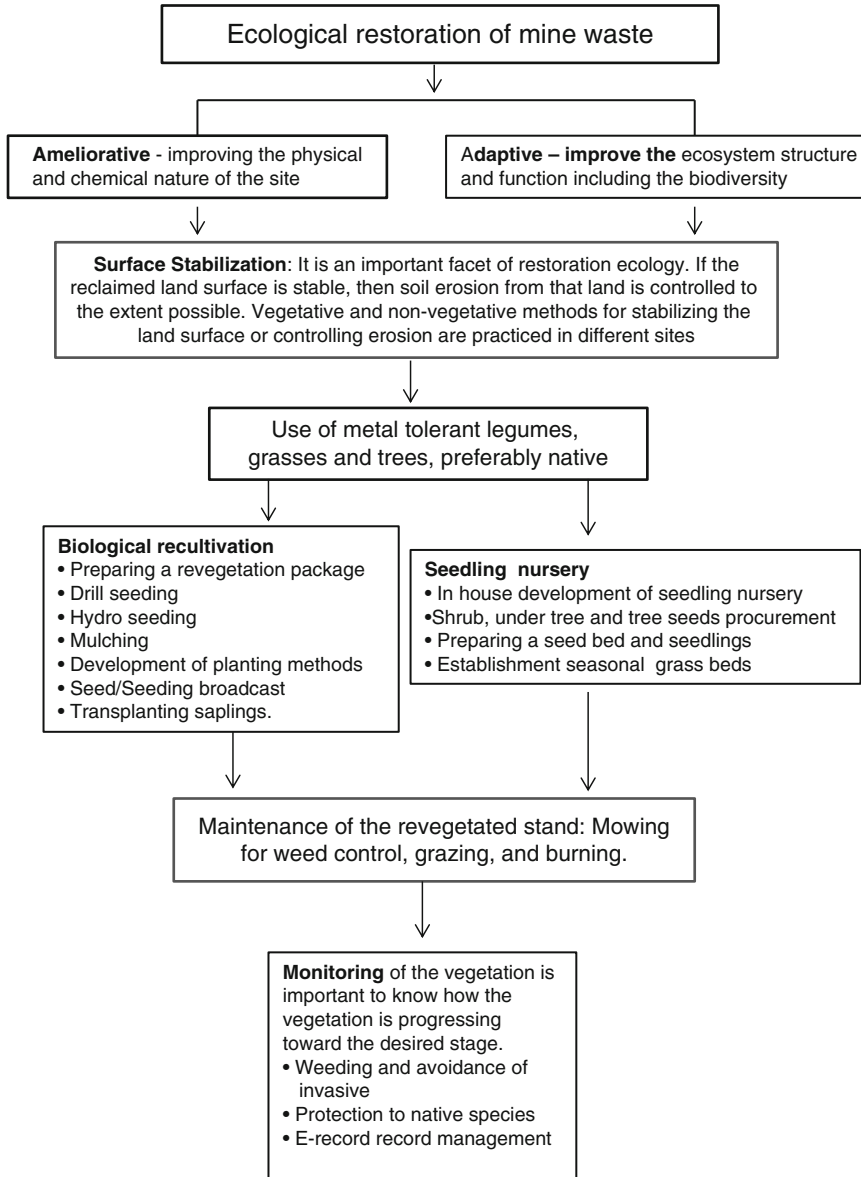 Ecological restoration of mine waste
Ameliorative - improving the physical
and chemical nature of the site
Adaptive – improve the ecosystem structure
and function including the biodiversity
Surface Stabilization: It is an important facet of restoration ecology. If the
reclaimed land surface is stable, then soil erosion from that land is controlled to
the extent possible. Vegetative and non-vegetative methods for stabilizing the
land surface or controlling erosion are practiced in different sites
Use of metal tolerant legumes,
grasses and trees, preferably native
Biological recultivation
• Preparing a revegetation package
• Drill seeding
• Hydro seeding
• Mulching
• Development of planting methods
• Seed/Seeding broadcast
• Transplanting saplings.
Seedling nursery
• In house development of seedling nursery
•Shrub, under tree and tree seeds procurement
• Preparing a seed bed and seedlings
• Establishment seasonal grass beds
Maintenance of the revegetated stand: Mowing
for weed control, grazing, and burning.
Monitoring of the vegetation is
important to know how the
vegetation is progressing
toward the desired stage.
• Weeding and avoidance of
invasive
• Protection to native species
• E-record record management